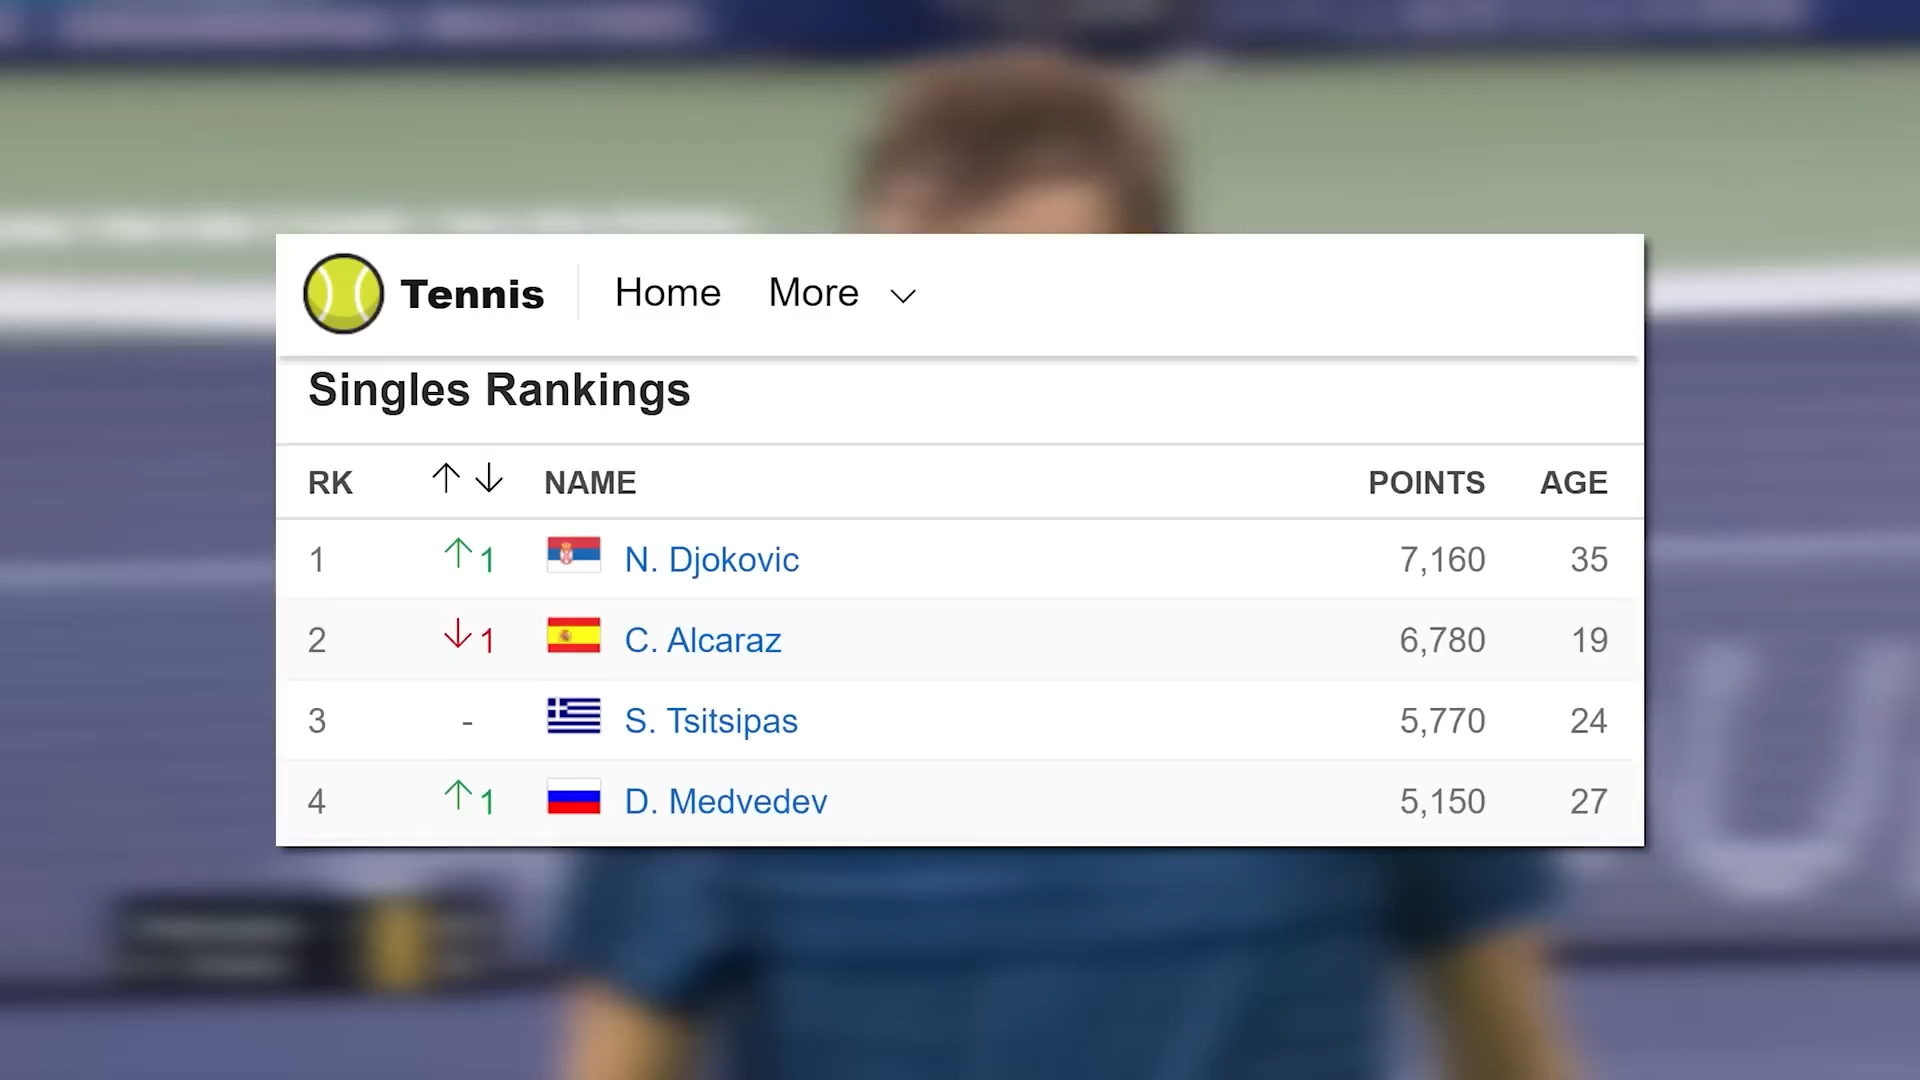 Tennis Home More
Singles Rankings
RK ↑ ↓ NAME POINTS AGE
1 ↑1 N. Djokovic 7,160 35
2 ↓1 C. Alcaraz 6,780 19
3 - S. Tsitsipas 5,770 24
4 ↑1 D. Medvedev 5,150 27